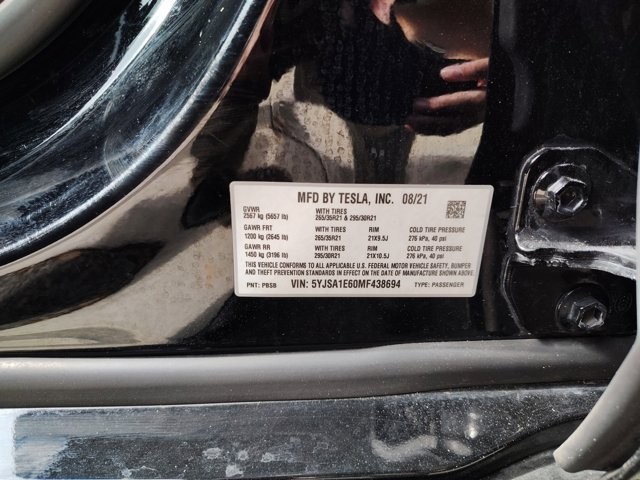 MFD BY TESLA, INC. 08/21
GVWR
2567 kg (5657 lb)
WITH TIRES
265/35R21 & 295/30R21
GAWR FRT
1200 kg (2645 lb)
WITH TIRES
265/35R21
RIM
21X9.5J
COLD TIRE PRESSURE
276 kPa, 40 psi
GAWR RR
1450 kg (3196 lb)
WITH TIRES
295/30R21
RIM
21X10.5J
COLD TIRE PRESSURE
276 kPa, 40 psi
THIS VEHICLE CONFORMS TO ALL APPLICABLE U.S. FEDERAL MOTOR VEHICLE SAFETY, BUMPER
AND THEFT PREVENTION STANDARDS IN EFFECT ON THE DATE OF MANUFACTURE SHOWN ABOVE.
PNT: PBSB
VIN: 5YJSA1E60MF438694
TYPE: PASSENGER